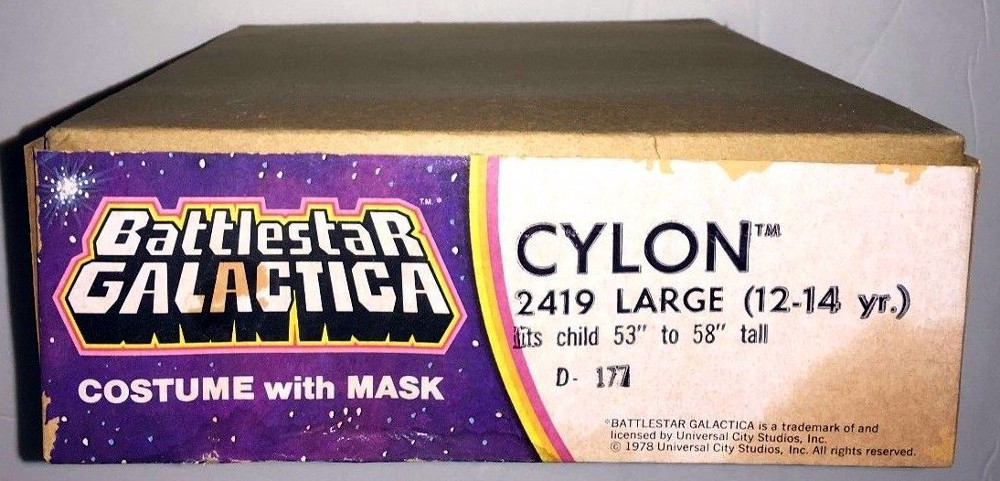 BattlestaR
GALACTICA
T.M.
COSTUME with MASK
CYLON™
2419 LARGE (12-14 yr.)
fits child 53" to 58" tall
D- 177
*BATTLESTAR GALACTICA is a trademark of and
licensed by Universal City Studios, Inc.
© 1978 Universal City Studios, Inc. All rights reserved.